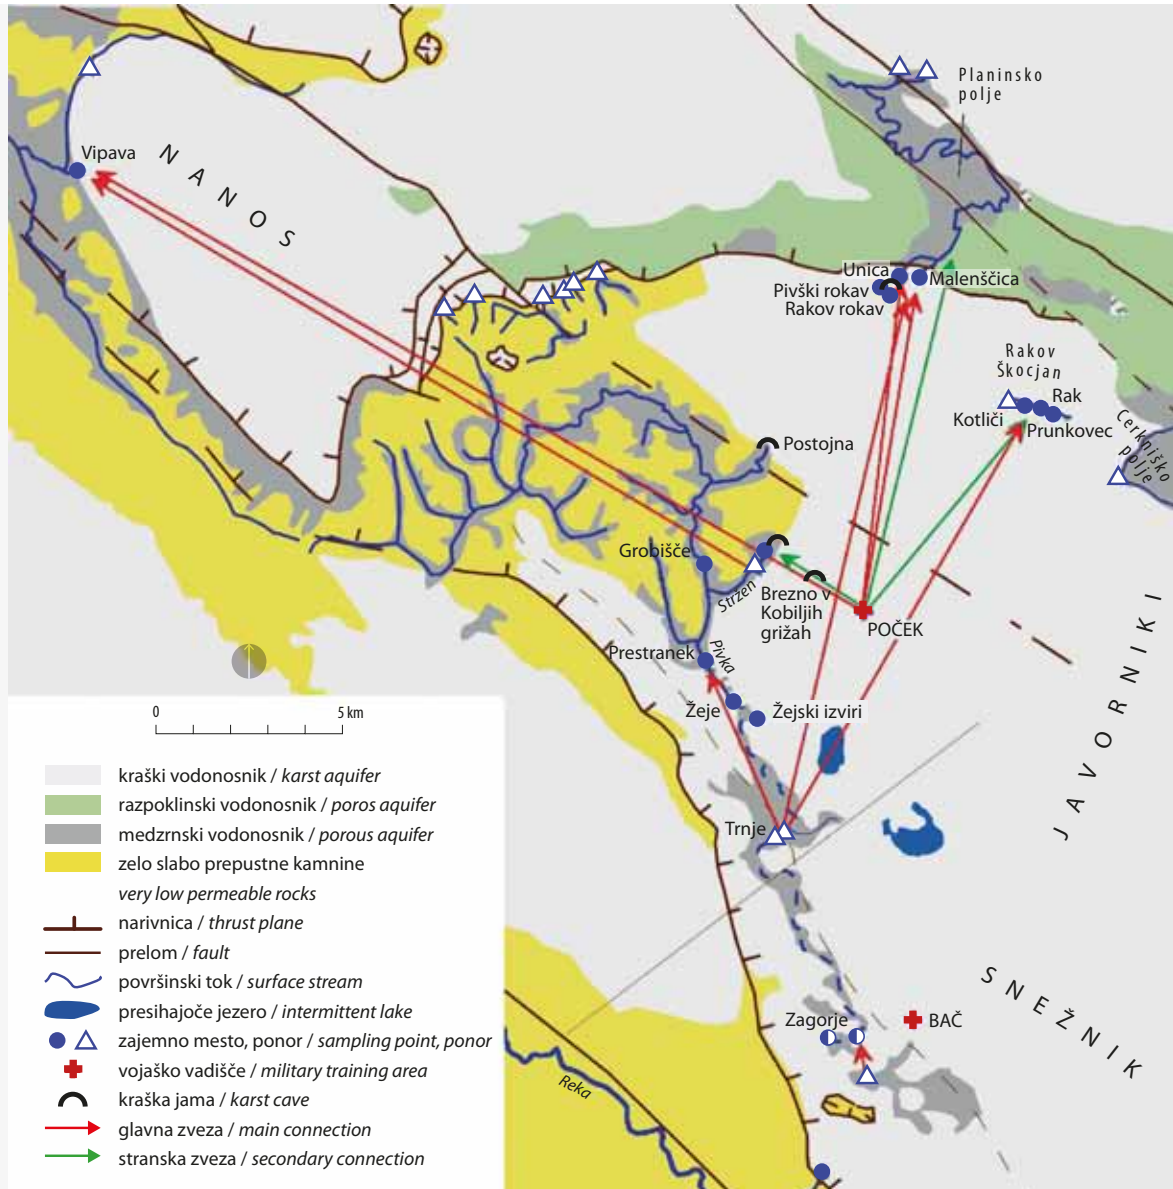 Planinsko
polje
Vipava
NANOS
Unica
Malenščica
Pivški rokav
Rakov rokav
Rakov
Škocjan
Rak
Kotliči
Prunkovec
Cerkniško
polje
Postojna
Grobišče
Stržen
Brezno v
Kobiljih
grižah
POČEK
Prestranek
Pivka
Žeje
Žejski izviri
JAVORNIKI
Trnje
SNEŽNIK
Zagorje
BAČ
Reka
0 5 km
kraški vodonosnik / karst aquifer
razpoklinski vodonosnik / poros aquifer
medzrnski vodonosnik / porous aquifer
zelo slabo prepustne kamnine
very low permeable rocks
narivnica / thrust plane
prelom / fault
površinski tok / surface stream
presihajoče jezero / intermittent lake
zajemno mesto, ponor / sampling point, ponor
vojaško vadišče / military training area
kraška jama / karst cave
glavna zveza / main connection
stranska zveza / secondary connection